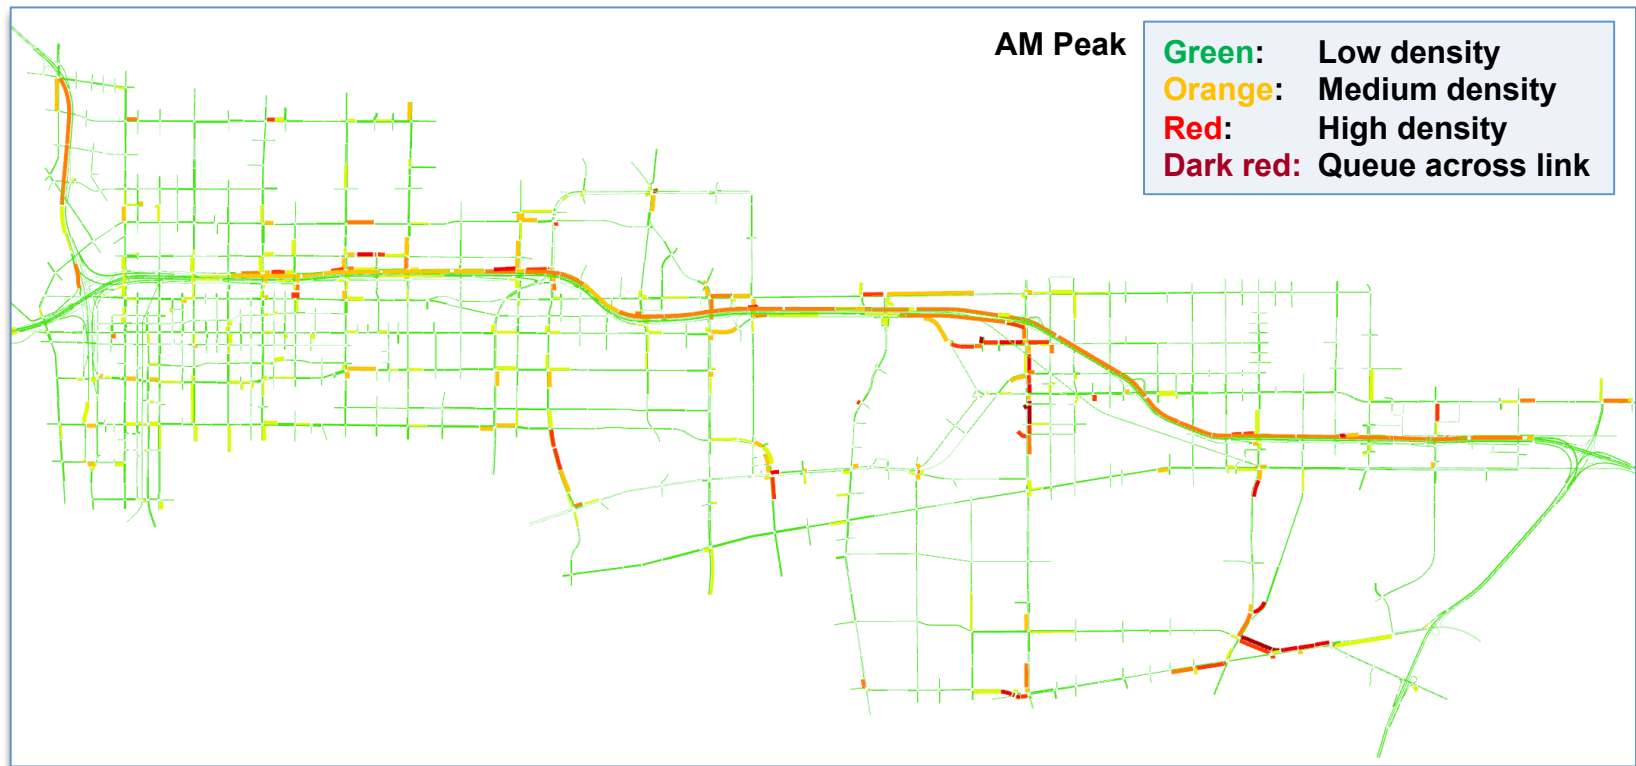 AM Peak
Green: Low density
Orange: Medium density
Red: High density
Dark red: Queue across link